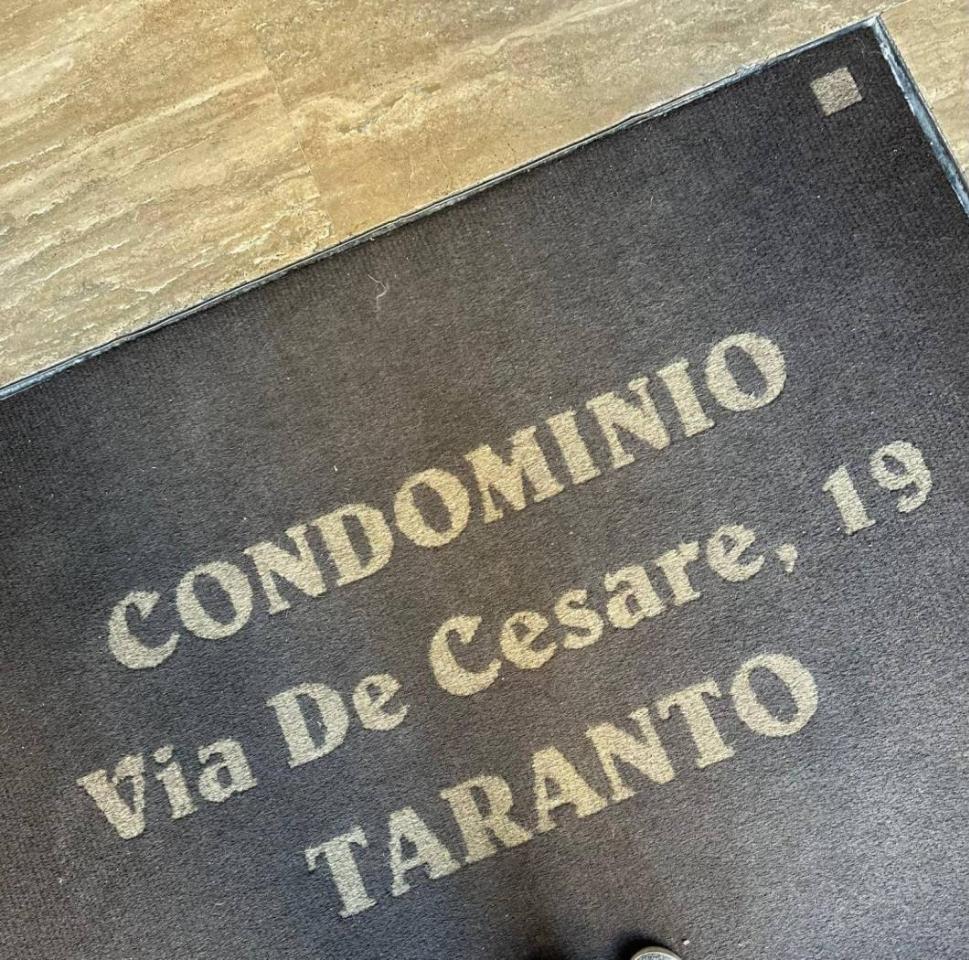 CONDOMINIO
Via De Cesare, 19
TARANTO